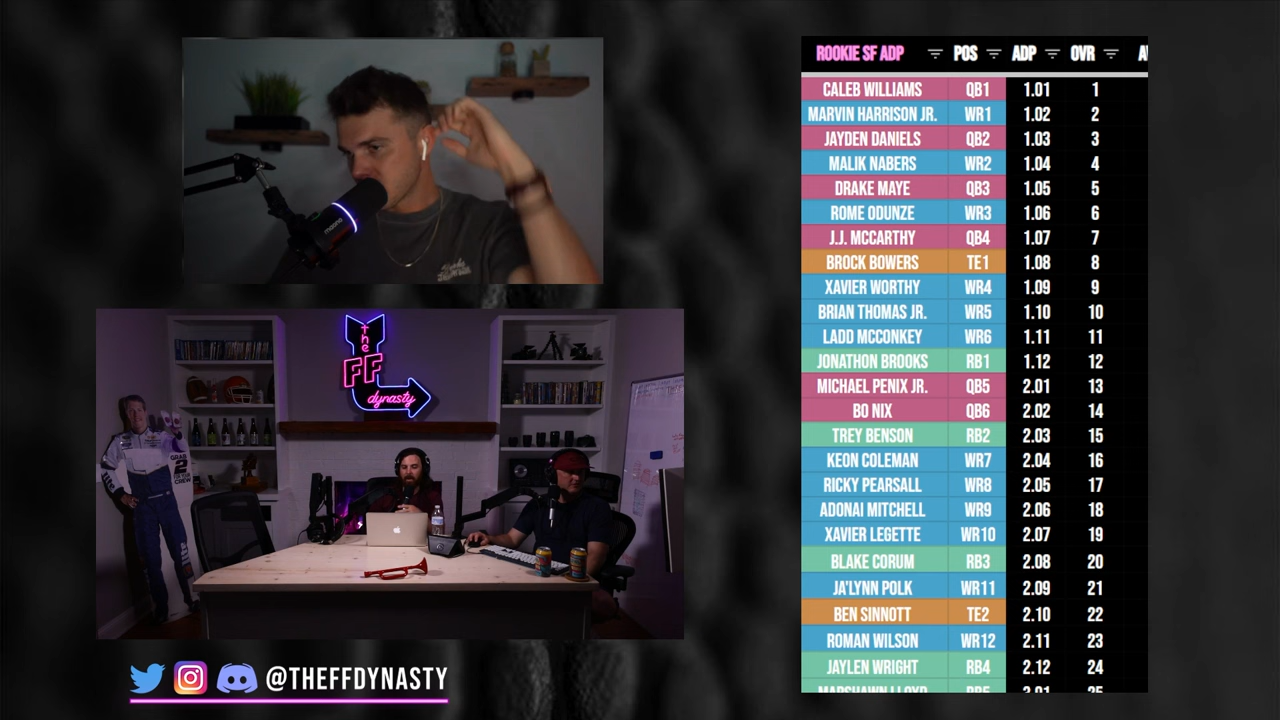 ROOKIE SF ADP POS ADP OVR
CALEB WILLIAMS QB1 1.01 1
MARVIN HARRISON JR. WR1 1.02 2
JAYDEN DANIELS QB2 1.03 3
MALIK NABERS WR2 1.04 4
DRAKE MAYE QB3 1.05 5
ROME ODUNZE WR3 1.06 6
J.J. MCCARTHY QB4 1.07 7
BROCK BOWERS TE1 1.08 8
XAVIER WORTHY WR4 1.09 9
BRIAN THOMAS JR. WR5 1.10 10
LADD MCCONKEY WR6 1.11 11
JONATHON BROOKS RB1 1.12 12
MICHAEL PENIX JR. QB5 2.01 13
BO NIX QB6 2.02 14
TREY BENSON RB2 2.03 15
KEON COLEMAN WR7 2.04 16
RICKY PEARSALL WR8 2.05 17
ADONAI MITCHELL WR9 2.06 18
XAVIER LEGETTE WR10 2.07 19
BLAKE CORUM RB3 2.08 20
JA'LYNN POLK WR11 2.09 21
BEN SINNOTT TE2 2.10 22
ROMAN WILSON WR12 2.11 23
JAYLEN WRIGHT RB4 2.12 24
MARSHAWN LLOYD RB5 3.01 25
the
FF
dynasty
@THEFFDYNASTY